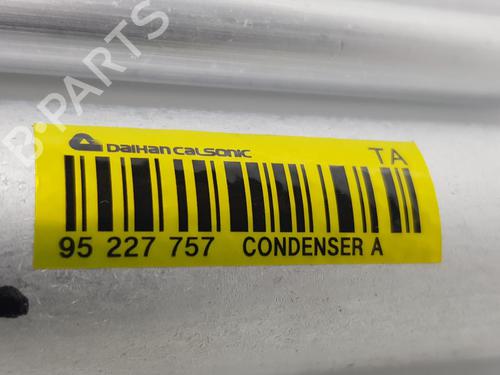 B-PARTS
DAIHAN CALSONIC
TA
95 227 757 CONDENSER A